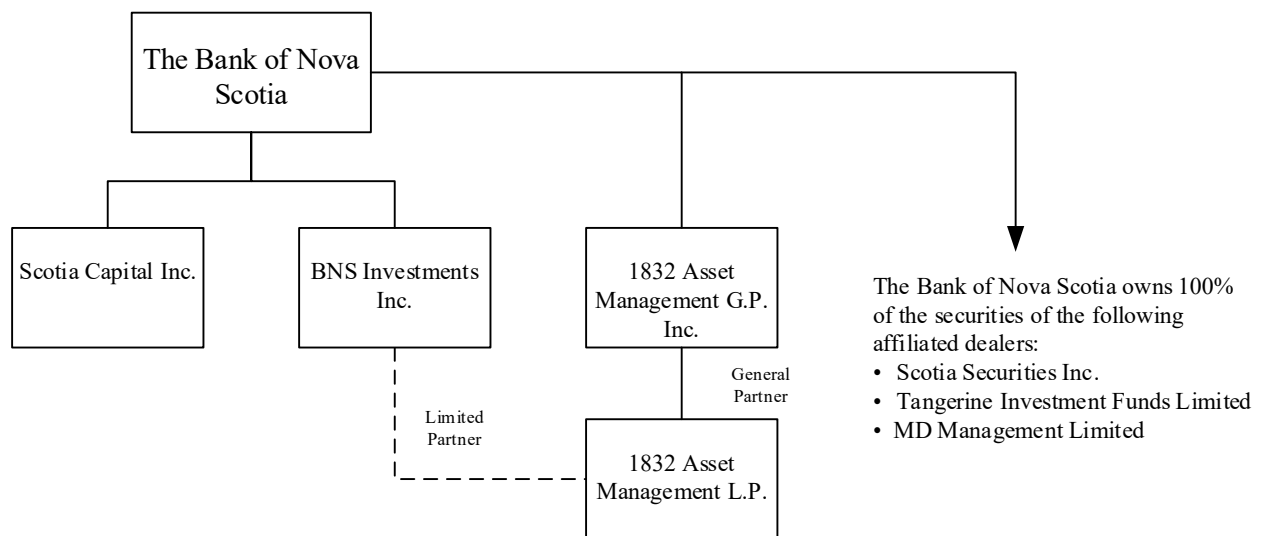 The Bank of Nova
Scotia
Scotia Capital Inc.
BNS Investments
Inc.
1832 Asset
Management G.P.
Inc.
The Bank of Nova Scotia owns 100%
of the securities of the following
affiliated dealers:
• Scotia Securities Inc.
• Tangerine Investment Funds Limited
• MD Management Limited
General
Partner
Limited
Partner
1832 Asset
Management L.P.